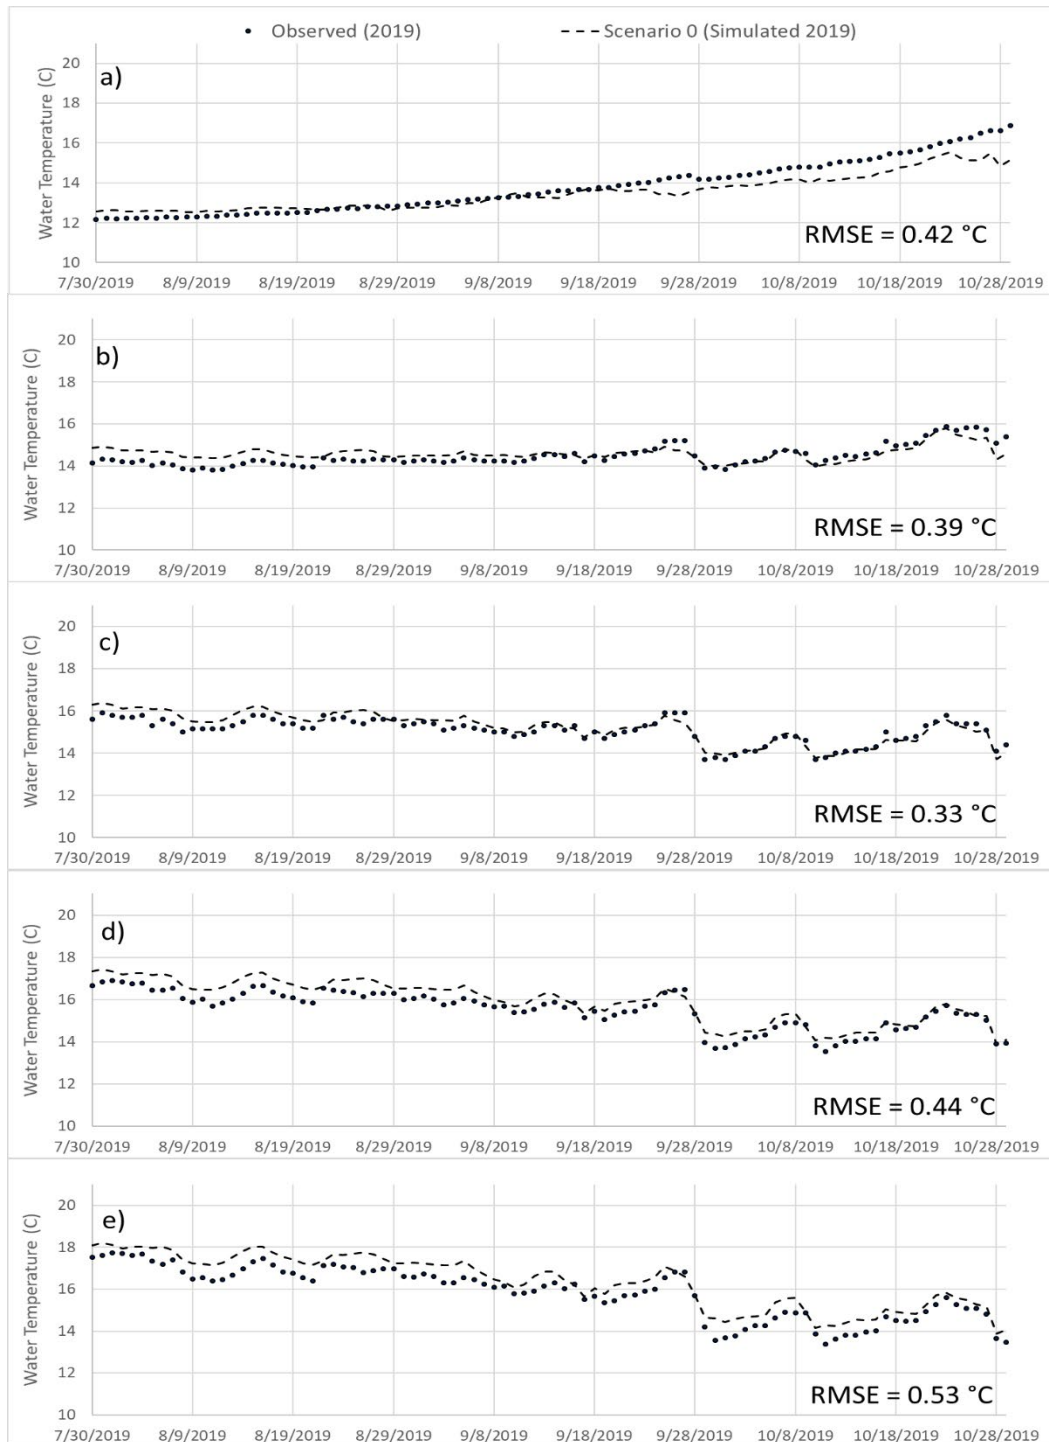 Observed (2019) Scenario 0 (Simulated 2019)
a)
Water Temperature (C)
20
18
16
14
12
10
RMSE = 0.42 °C
7/30/2019 8/9/2019 8/19/2019 8/29/2019 9/8/2019 9/18/2019 9/28/2019 10/8/2019 10/18/2019 10/28/2019
b)
Water Temperature (C)
20
18
16
14
12
10
RMSE = 0.39 °C
7/30/2019 8/9/2019 8/19/2019 8/29/2019 9/8/2019 9/18/2019 9/28/2019 10/8/2019 10/18/2019 10/28/2019
c)
Water Temperature (C)
20
18
16
14
12
10
RMSE = 0.33 °C
7/30/2019 8/9/2019 8/19/2019 8/29/2019 9/8/2019 9/18/2019 9/28/2019 10/8/2019 10/18/2019 10/28/2019
d)
Water Temperature (C)
20
18
16
14
12
10
RMSE = 0.44 °C
7/30/2019 8/9/2019 8/19/2019 8/29/2019 9/8/2019 9/18/2019 9/28/2019 10/8/2019 10/18/2019 10/28/2019
e)
Water Temperature (C)
20
18
16
14
12
10
RMSE = 0.53 °C
7/30/2019 8/9/2019 8/19/2019 8/29/2019 9/8/2019 9/18/2019 9/28/2019 10/8/2019 10/18/2019 10/28/2019